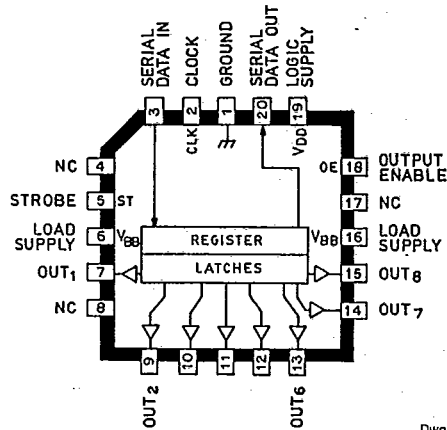 SERIAL DATA IN
CLOCK
GROUND
SERIAL DATA OUT
LOGIC SUPPLY
3
2
1
20
19
CLK
VDD
NC
4
OE
18
OUTPUT ENABLE
STROBE
5
ST
17
NC
LOAD SUPPLY
6
VBB
REGISTER
VBB
16
LOAD SUPPLY
OUT1
7
LATCHES
15
OUT8
NC
8
14
OUT7
9
10
11
12
13
OUT2
OUT6
Dwg